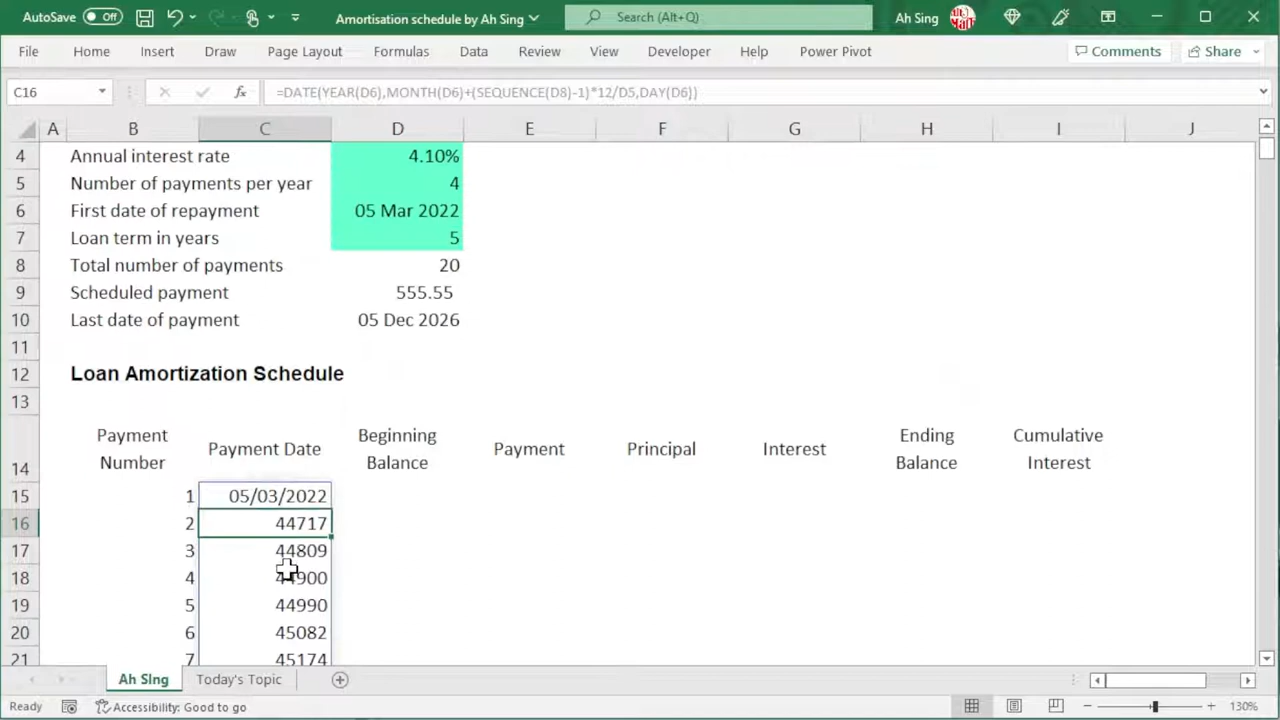 AutoSave Off Amortisation schedule by Ah Sing Search (Alt+Q) Ah Sing
File Home Insert Draw Page Layout Formulas Data Review View Developer Help Power Pivot Comments Share
C16 fx =DATE(YEAR(D6),MONTH(D6)+(SEQUENCE(D8)-1)*12/D5,DAY(D6))
A B C D E F G H I J
4 Annual interest rate 4.10%
5 Number of payments per year 4
6 First date of repayment 05 Mar 2022
7 Loan term in years 5
8 Total number of payments 20
9 Scheduled payment 555.55
10 Last date of payment 05 Dec 2026
11
12 Loan Amortization Schedule
13
14 Payment Number Payment Date Beginning Balance Payment Principal Interest Ending Balance Cumulative Interest
15 1 05/03/2022
16 2 44717
17 3 44809
18 4 44900
19 5 44990
20 6 45082
21 7 45174
Ah SIng Today's Topic
Ready Accessibility: Good to go 130%